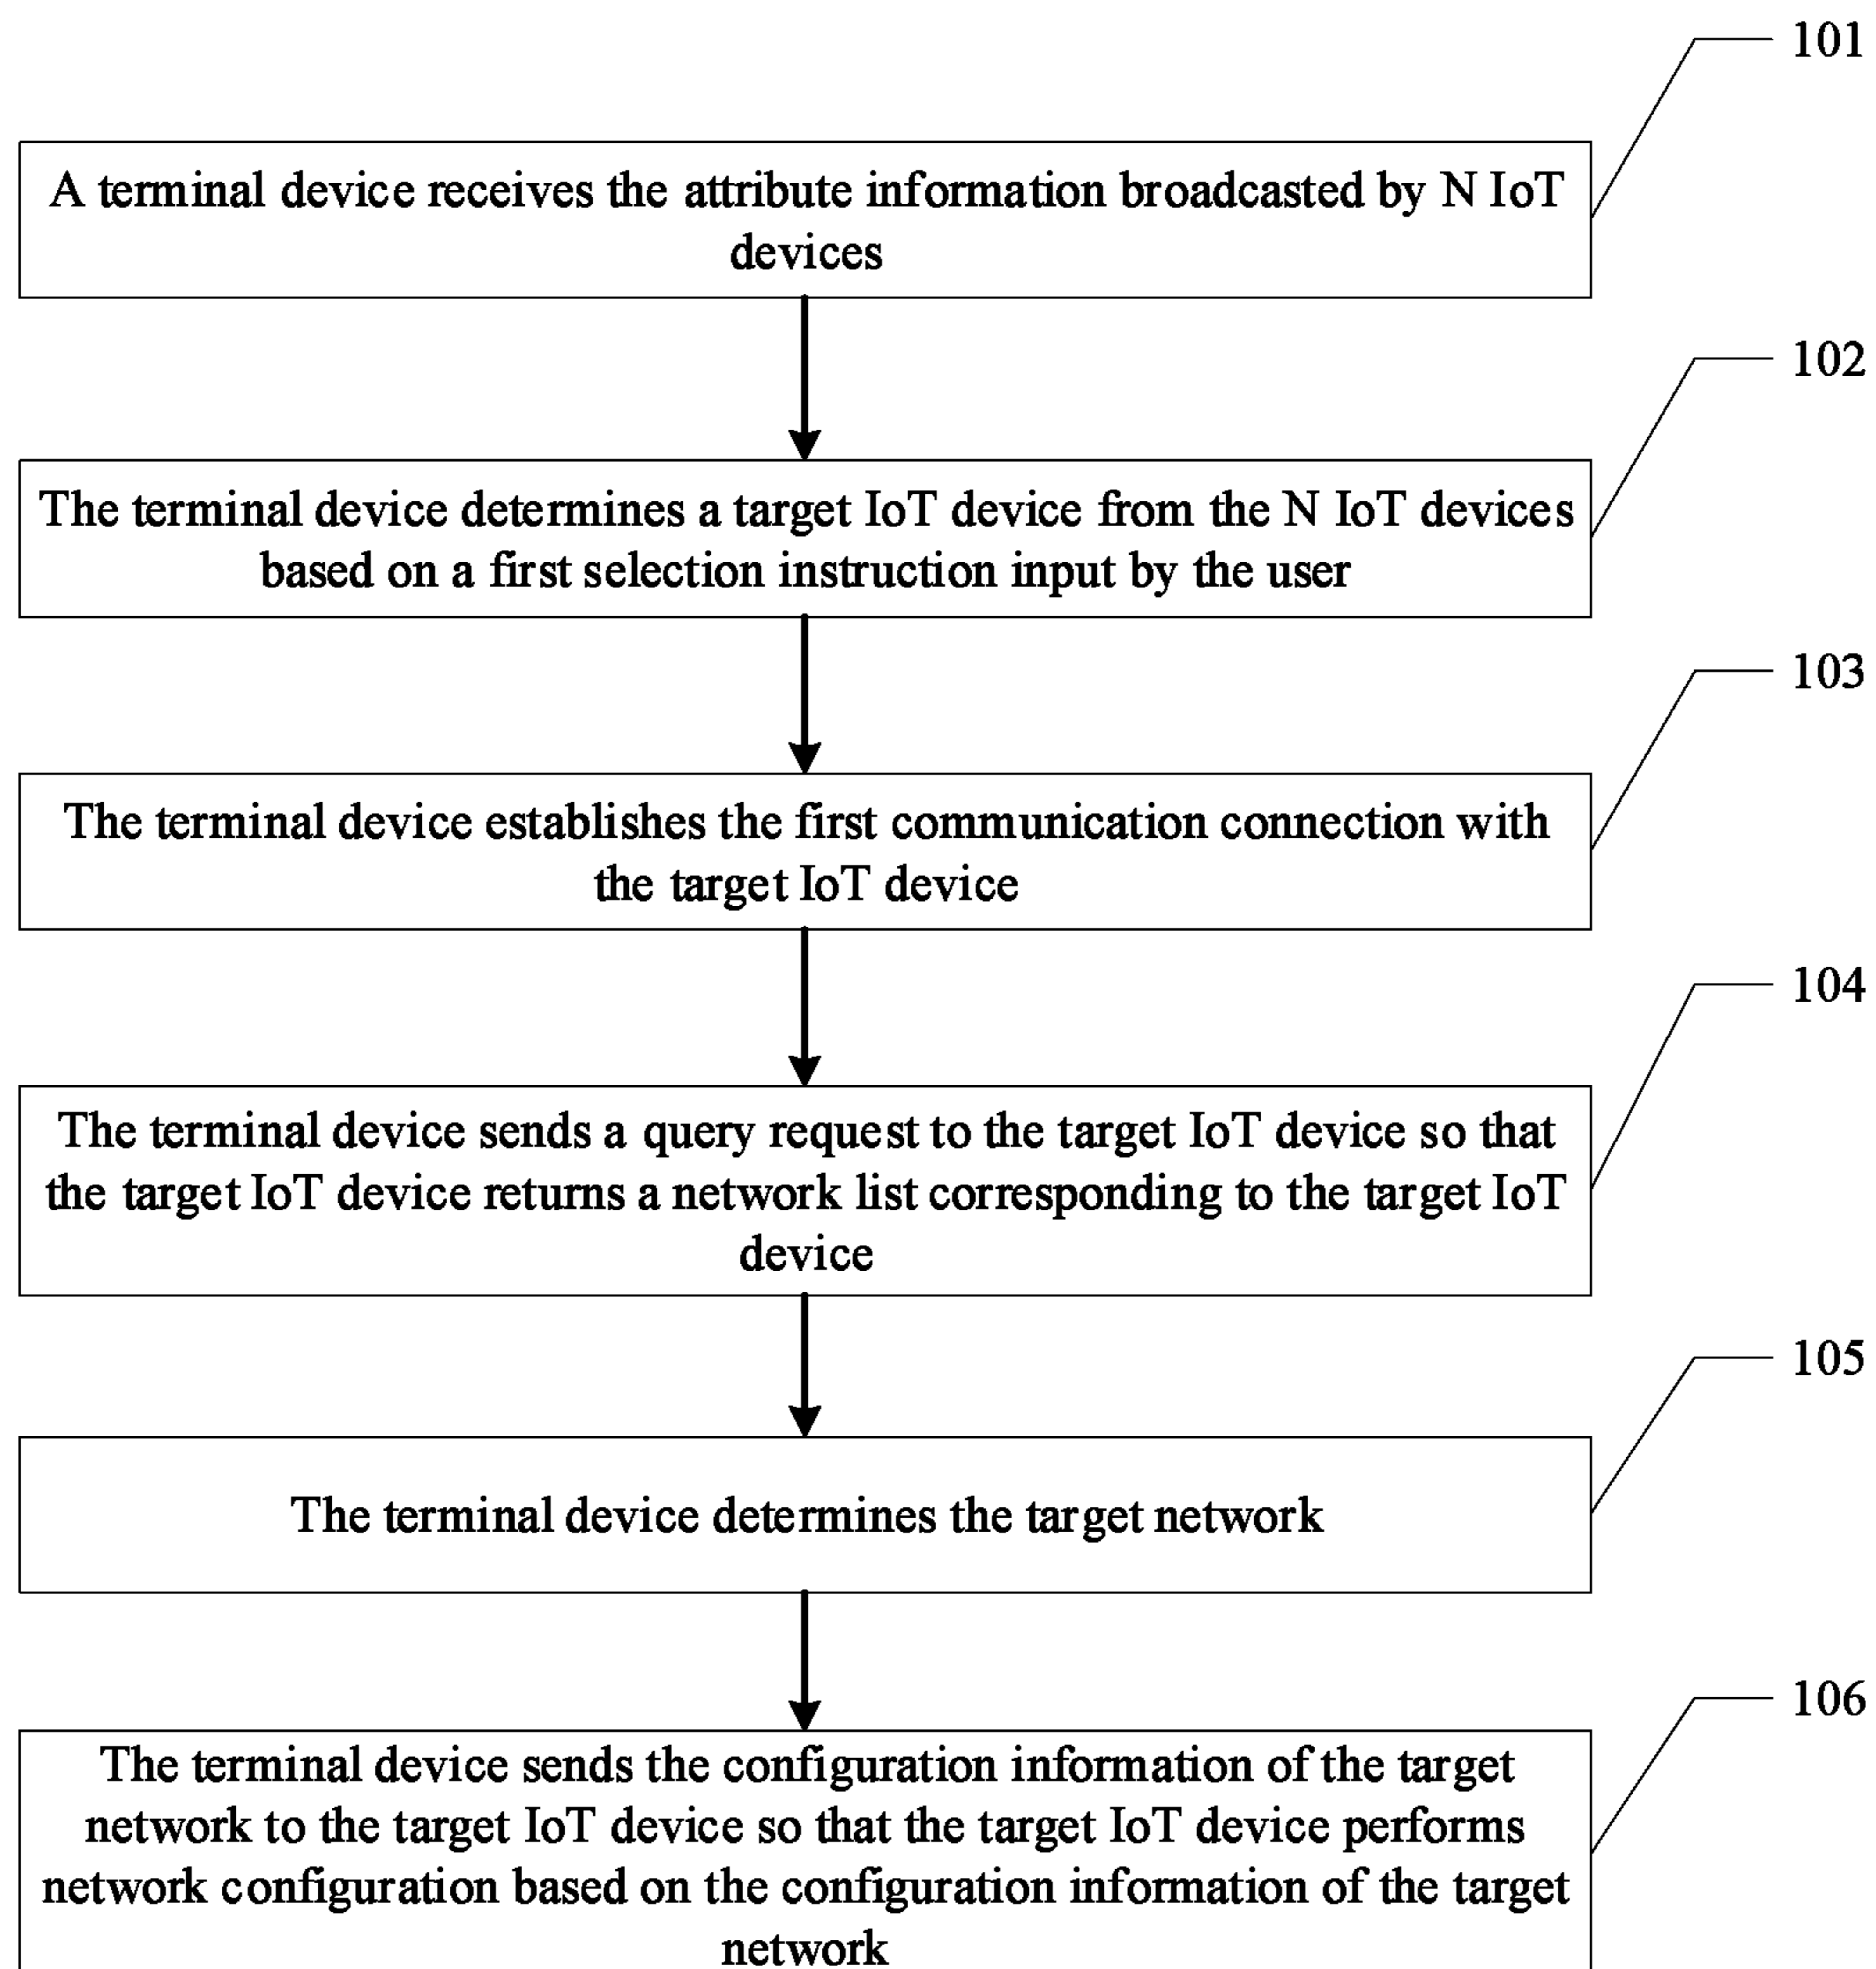 101
A terminal device receives the attribute information broadcasted by N IoT
devices
102
The terminal device determines a target IoT device from the N IoT devices
based on a first selection instruction input by the user
103
The terminal device establishes the first communication connection with
the target IoT device
104
The terminal device sends a query request to the target IoT device so that
the target IoT device returns a network list corresponding to the target IoT
device
105
The terminal device determines the target network
106
The terminal device sends the configuration information of the target
network to the target IoT device so that the target IoT device performs
network configuration based on the configuration information of the target
network